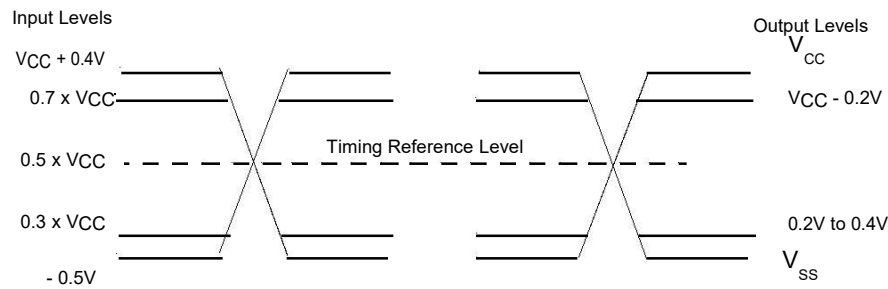 Input Levels
Output Levels
VCC + 0.4V
VCC
0.7 x VCC
VCC - 0.2V
Timing Reference Level
0.5 x VCC
0.3 x VCC
0.2V to 0.4V
- 0.5V
VSS